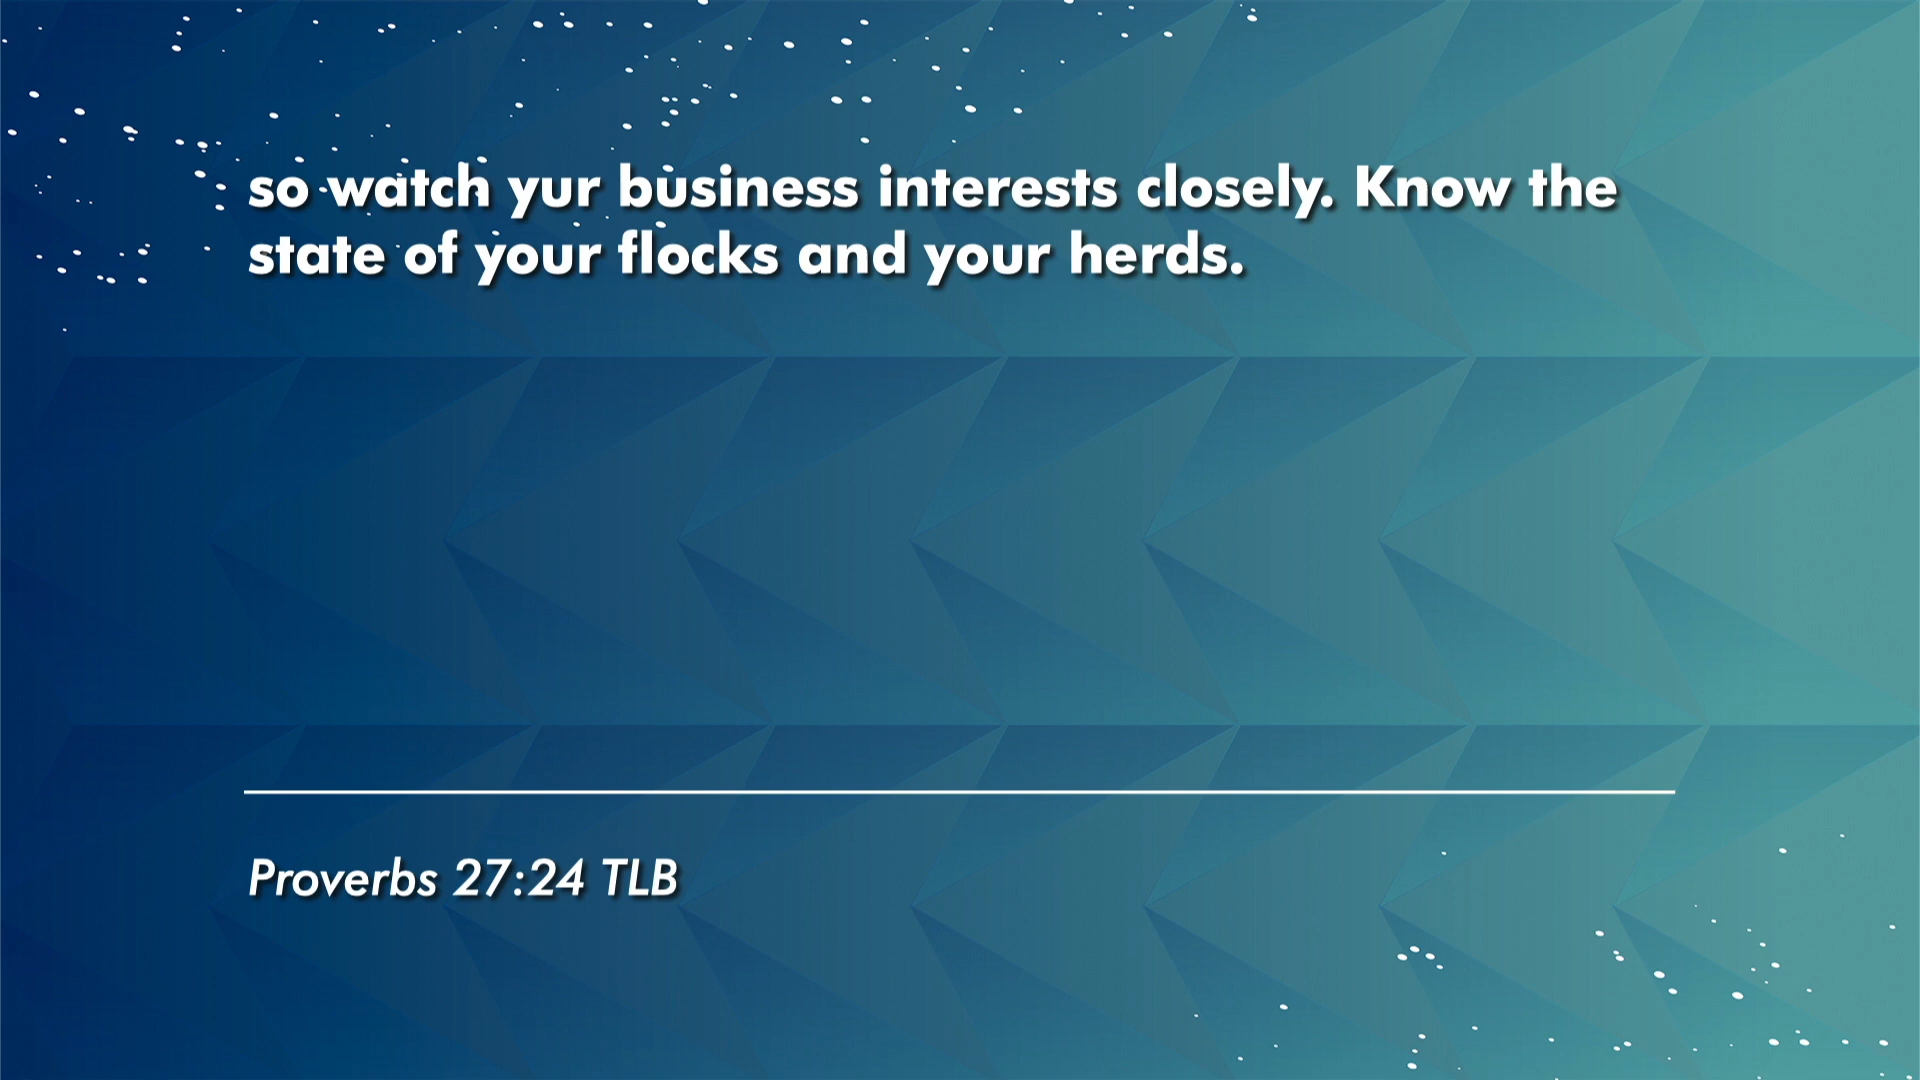 so watch yur business interests closely. Know the
state of your flocks and your herds.
Proverbs 27:24 TLB